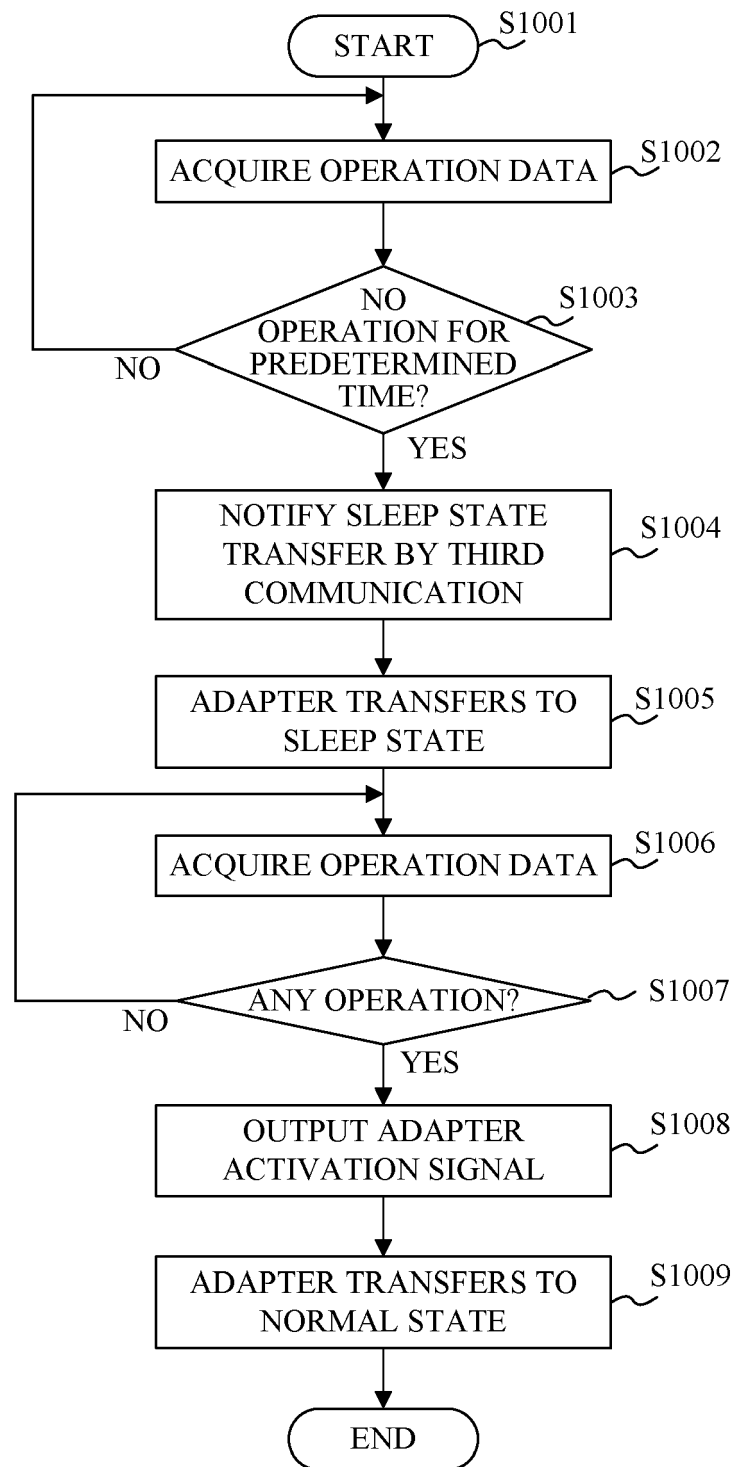 START
S1001
ACQUIRE OPERATION DATA
S1002
NO
OPERATION FOR
PREDETERMINED
TIME?
S1003
NO
YES
NOTIFY SLEEP STATE
TRANSFER BY THIRD
COMMUNICATION
S1004
ADAPTER TRANSFERS TO
SLEEP STATE
S1005
ACQUIRE OPERATION DATA
S1006
ANY OPERATION?
S1007
NO
YES
OUTPUT ADAPTER
ACTIVATION SIGNAL
S1008
ADAPTER TRANSFERS TO
NORMAL STATE
S1009
END